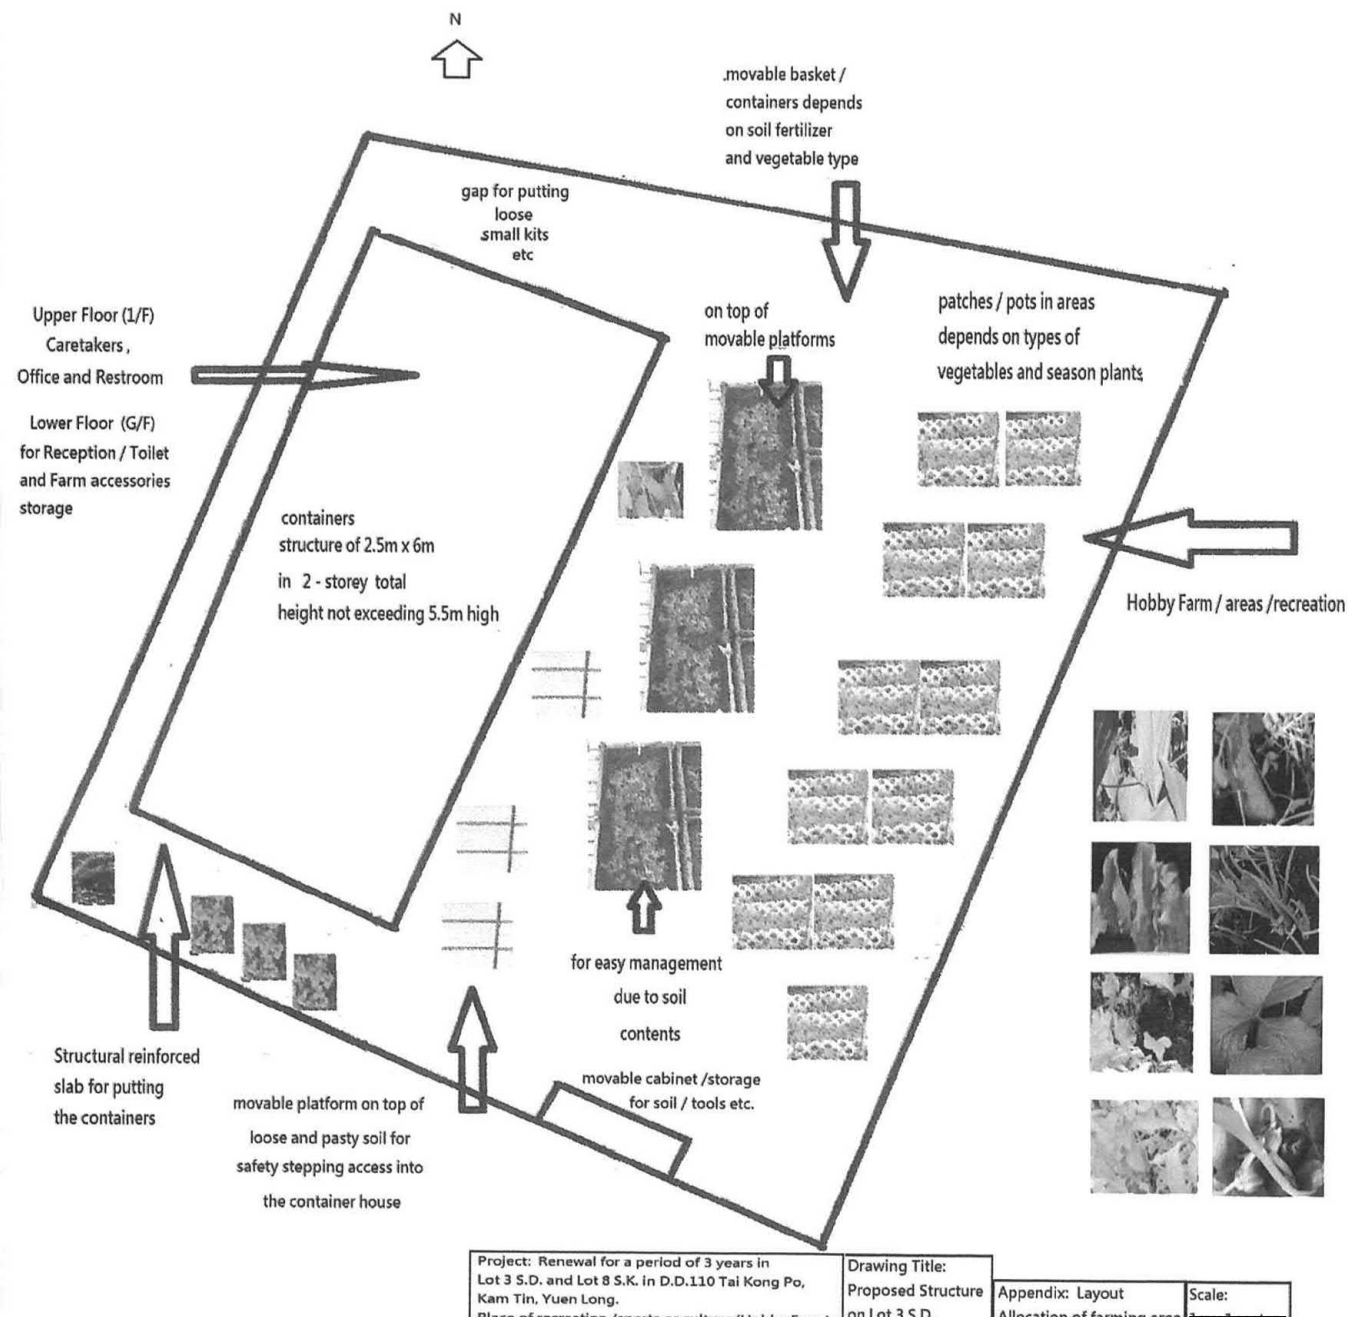 N
.movable basket /
containers depends
on soil fertilizer
and vegetable type
gap for putting
loose
small kits
etc
Upper Floor (1/F)
Caretakers ,
Office and Restroom
Lower Floor (G/F)
for Reception / Toilet
and Farm accessories
storage
on top of
movable platforms
patches / pots in areas
depends on types of
vegetables and season plants
containers
structure of 2.5m x 6m
in 2 - storey total
height not exceeding 5.5m high
Hobby Farm / areas /recreation
for easy management
due to soil
contents
Structural reinforced
slab for putting
the containers
movable platform on top of
loose and pasty soil for
safety stepping access into
the container house
movable cabinet /storage
for soil / tools etc.
Project: Renewal for a period of 3 years in
Lot 3 S.D. and Lot 8 S.K. in D.D.110 Tai Kong Po,
Kam Tin, Yuen Long.
Drawing Title:
Proposed Structure
on Lot 3 S.D.
Appendix: Layout
Allocation of farming area
Scale: